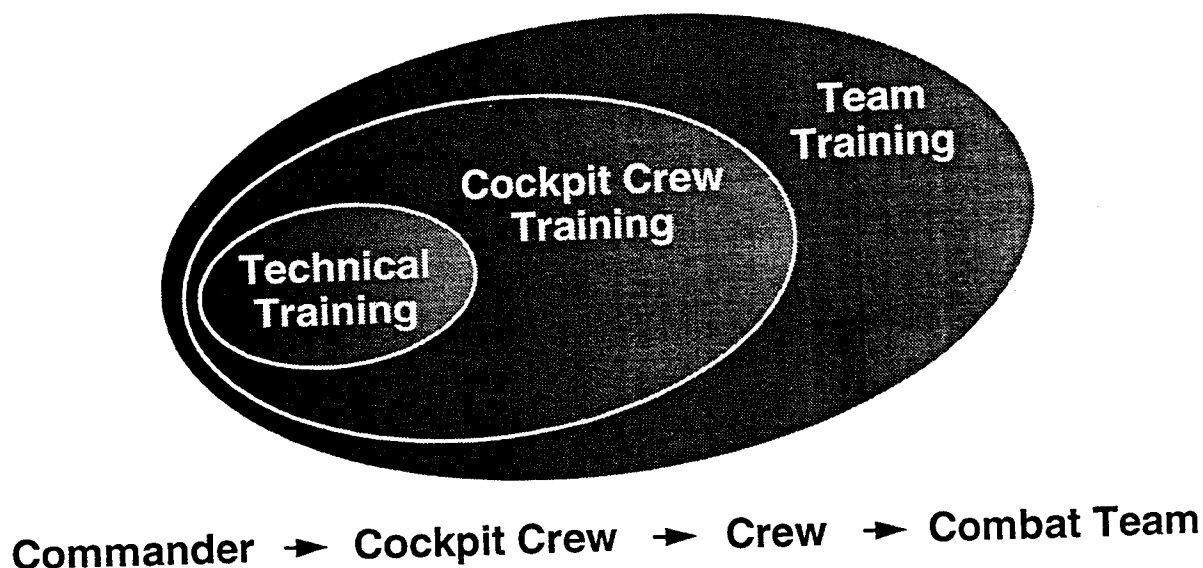 Team
Training
Cockpit Crew
Training
Technical
Training
Commander → Cockpit Crew → Crew → Combat Team